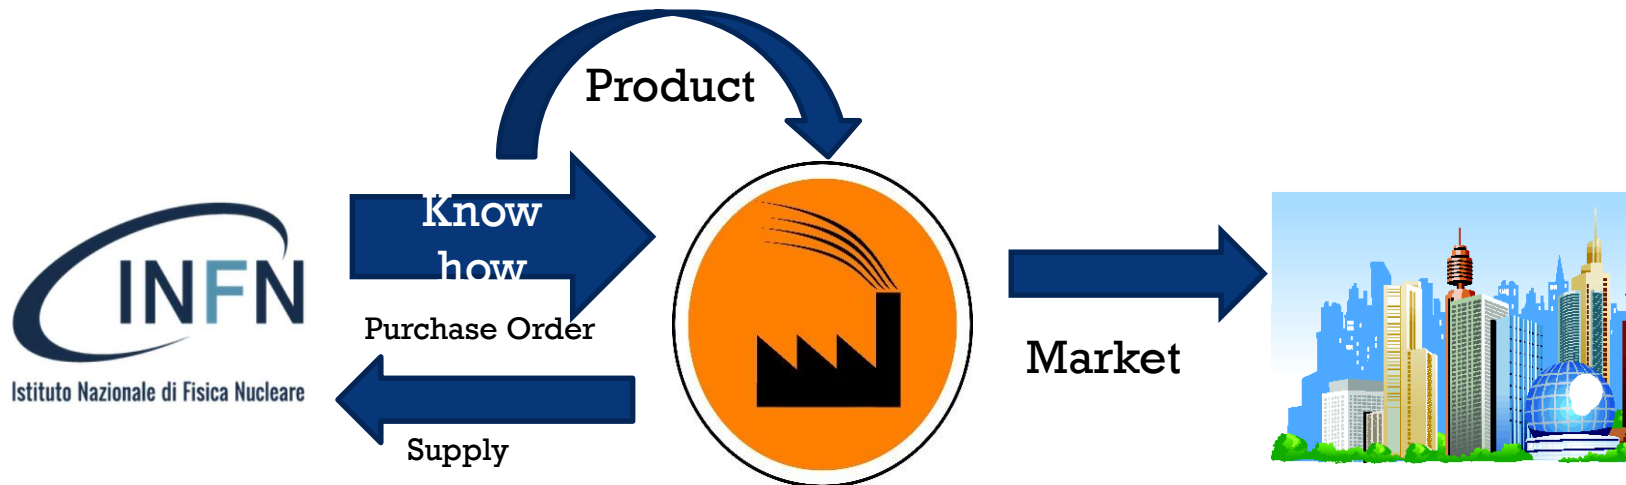 Product
Know
how
INFN
Istituto Nazionale di Fisica Nucleare
Purchase Order
Supply
Market